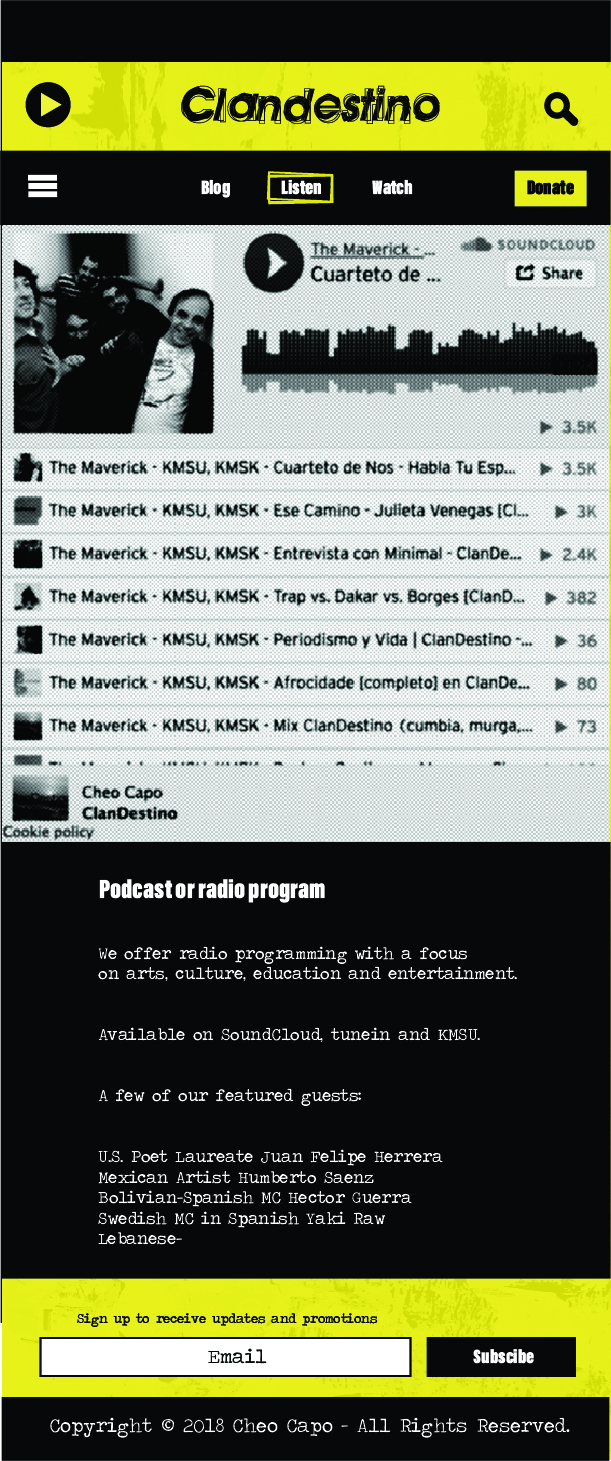 Clandestino
Blog Listen Watch Donate
The Maverick - ...
SOUNDCLOUD
Cuarteto de ...
Share
3.5K
The Maverick - KMSU, KMSK - Cuarteto de Nos - Habla Tu Esp... 3.5K
The Maverick - KMSU, KMSK - Ese Camino - Julieta Venegas [Cl... 3K
The Maverick - KMSU, KMSK - Entrevista con Minimal - ClanDe... 2.4K
The Maverick - KMSU, KMSK - Trap vs. Dakar vs. Borges [ClanD... 382
The Maverick - KMSU, KMSK - Periodismo y Vida | ClanDestino -... 36
The Maverick - KMSU, KMSK - Afrocidade [completo] en ClanDe... 80
The Maverick - KMSU, KMSK - Mix ClanDestino (cumbia, murga,... 73
Cheo Capo
ClanDestino
Cookie policy
Podcast or radio program
We offer radio programming with a focus
on arts, culture, education and entertainment.
Available on SoundCloud, tunein and KMSU.
A few of our featured guests:
U.S. Poet Laureate Juan Felipe Herrera
Mexican Artist Humberto Saenz
Bolivian-Spanish MC Hector Guerra
Swedish MC in Spanish Yaki Raw
Lebanese-
Sign up to receive updates and promotions
Email
Subscibe
Copyright © 2018 Cheo Capo - All Rights Reserved.